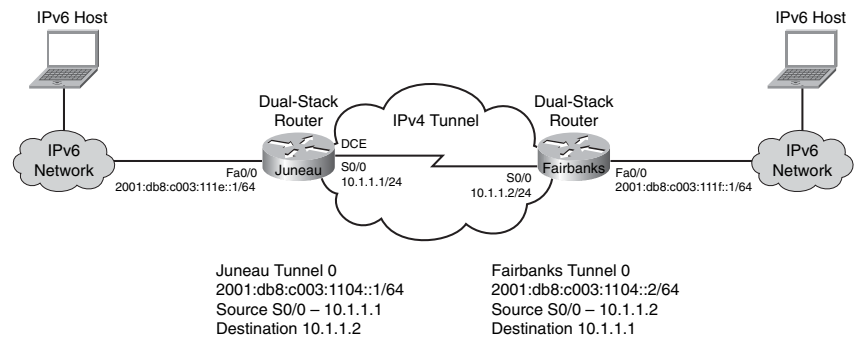 IPv6 Host
IPv6 Host
Dual-Stack
Router
IPv4 Tunnel
Dual-Stack
Router
IPv6
Network
Fa0/0
2001:db8:c003:111e::1/64
Juneau
DCE
S0/0
10.1.1.1/24
S0/0
10.1.1.2/24
Fairbanks
Fa0/0
2001:db8:c003:111f::1/64
IPv6
Network
Juneau Tunnel 0
2001:db8:c003:1104::1/64
Source S0/0 – 10.1.1.1
Destination 10.1.1.2
Fairbanks Tunnel 0
2001:db8:c003:1104::2/64
Source S0/0 – 10.1.1.2
Destination 10.1.1.1